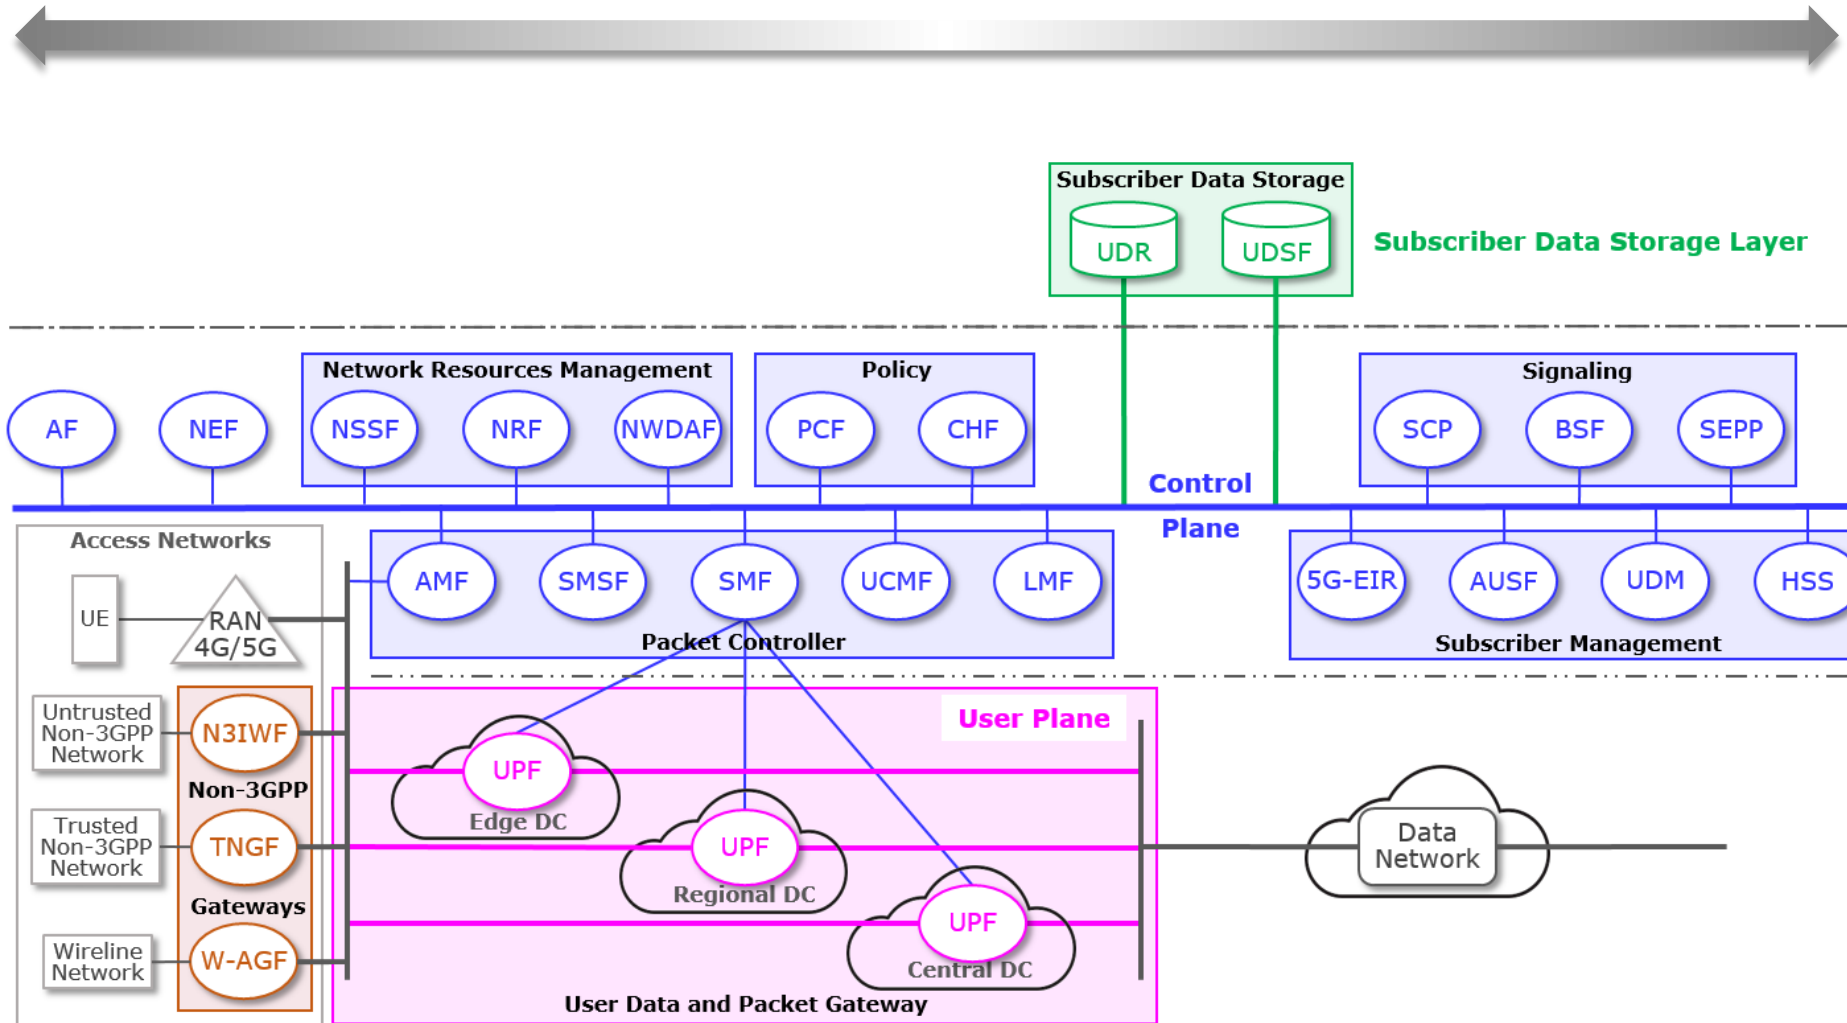 Subscriber Data Storage
UDR
UDSF
Subscriber Data Storage Layer
Network Resources Management
Policy
Signaling
AF
NEF
NSSF
NRF
NWDAF
PCF
CHF
SCP
BSF
SEPP
Control
Plane
Access Networks
UE
RAN
4G/5G
AMF
SMSF
SMF
UCMF
LMF
Packet Controller
5G-EIR
AUSF
UDM
HSS
Subscriber Management
Untrusted
Non-3GPP
Network
N3IWF
Non-3GPP
Trusted
Non-3GPP
Network
TNGF
Gateways
Wireline
Network
W-AGF
User Plane
UPF
Edge DC
UPF
Regional DC
UPF
Central DC
User Data and Packet Gateway
Data
Network